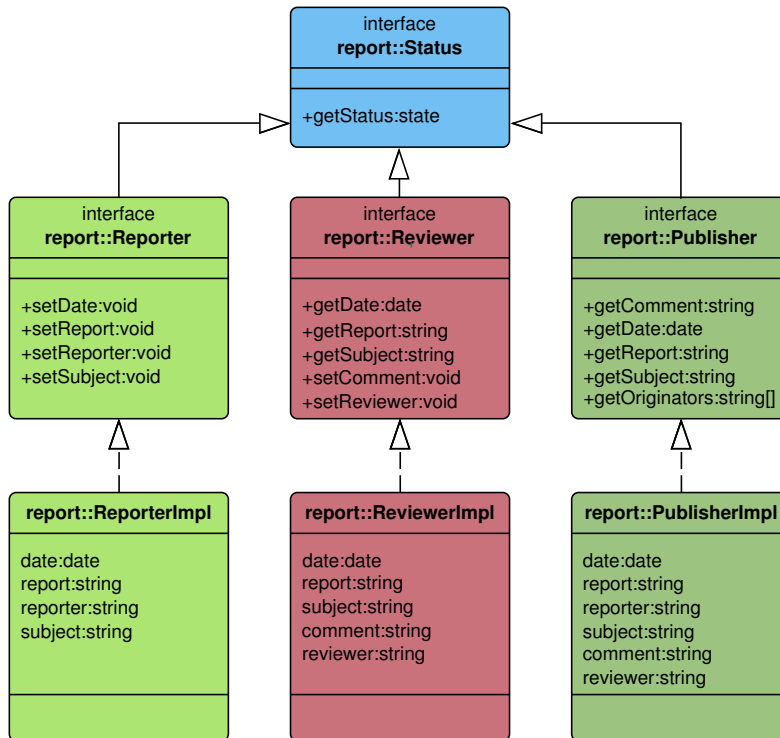 interface
report::Status
+getStatus:state
interface
report::Reporter
+setDate:void
+setReport:void
+setReporter:void
+setSubject:void
interface
report::Reviewer
+getDate:date
+getReport:string
+getSubject:string
+setComment:void
+setReviewer:void
interface
report::Publisher
+getComment:string
+getDate:date
+getReport:string
+getSubject:string
+getOriginators:string[]
report::ReporterImpl
date:date
report:string
reporter:string
subject:string
report::ReviewerImpl
date:date
report:string
subject:string
comment:string
reviewer:string
report::PublisherImpl
date:date
report:string
reporter:string
subject:string
comment:string
reviewer:string